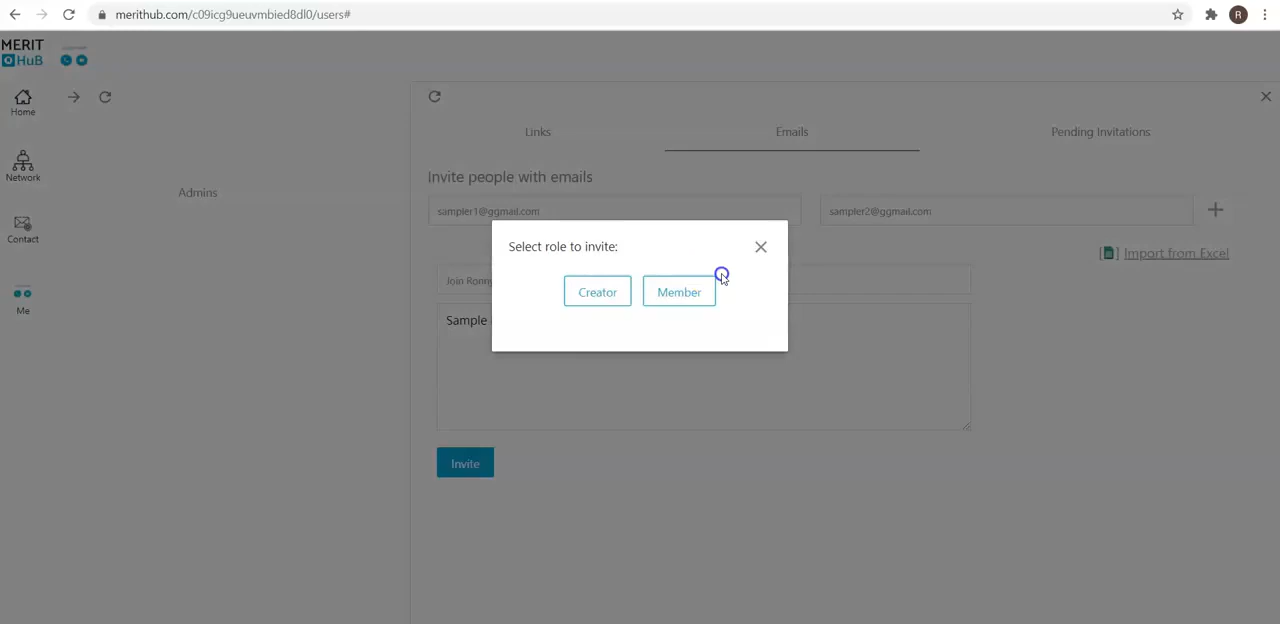 merithub.com/c09icg9ueuvmbied8dl0/users#
R
MERIT
HUB
Home
Network
Contact
Me
Admins
Links
Emails
Pending Invitations
Invite people with emails
sampler1@ggmail.com
sampler2@ggmail.com
Import from Excel
Join Ronny
Sample
Invite
Select role to invite:
Creator
Member